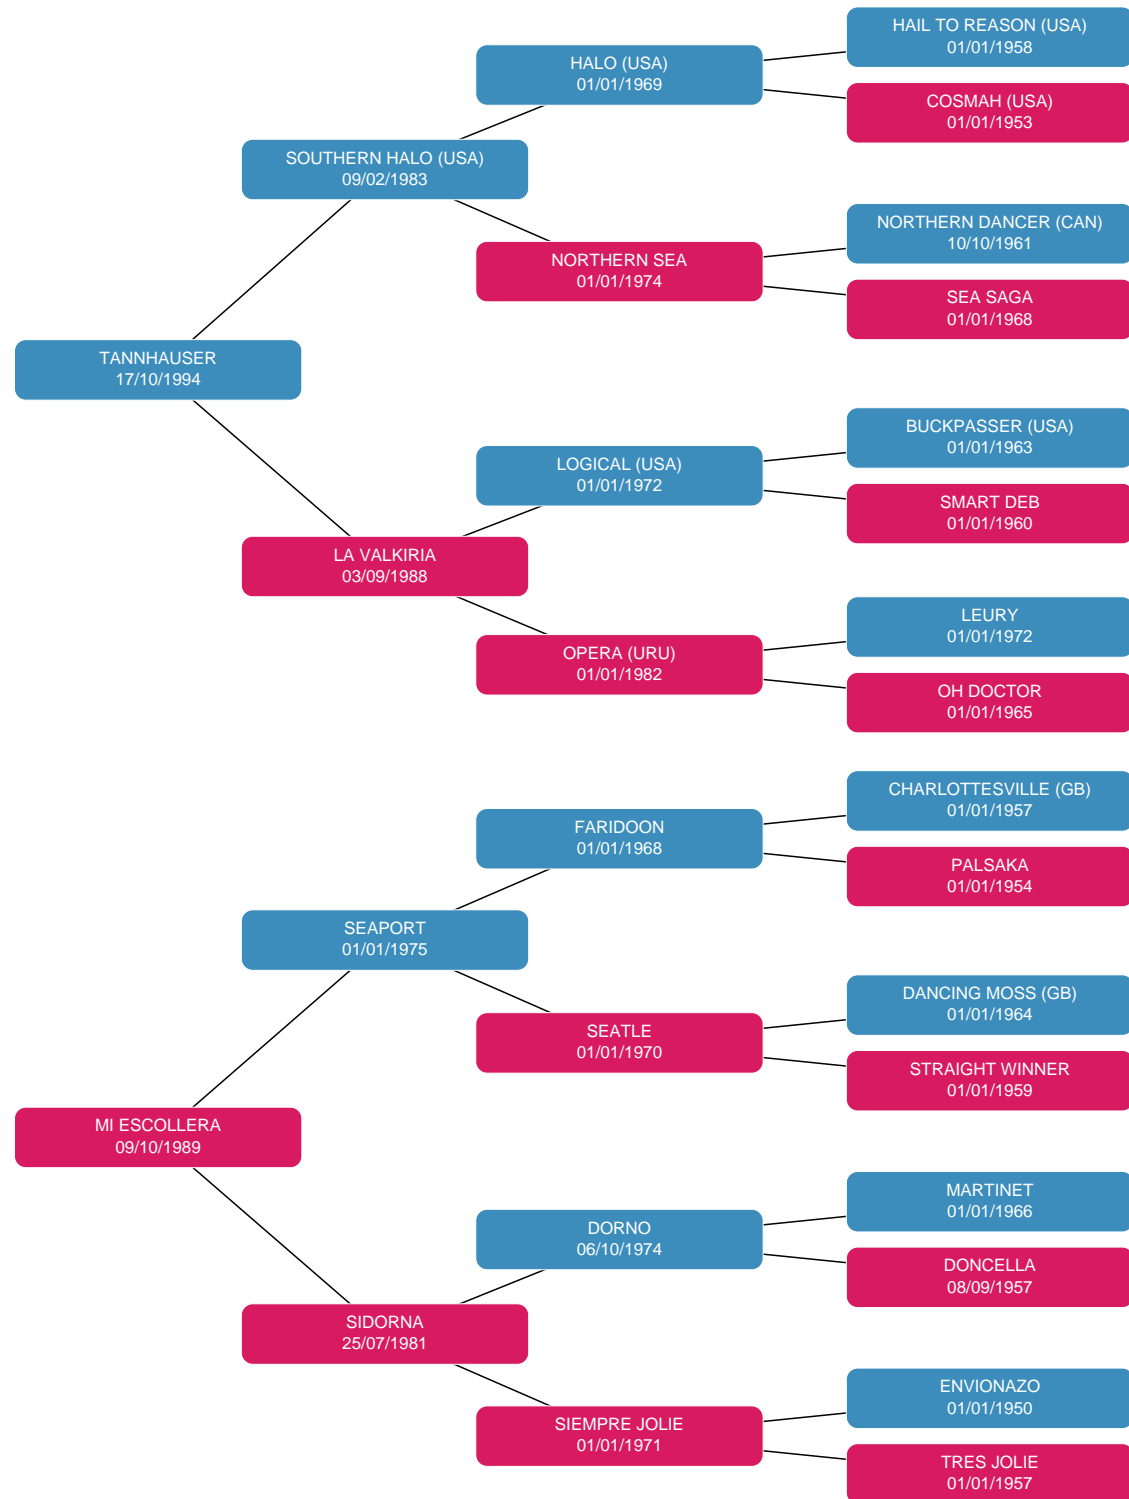 HAIL TO REASON (USA)
01/01/1958
HALO (USA)
01/01/1969
COSMAH (USA)
01/01/1953
SOUTHERN HALO (USA)
09/02/1983
NORTHERN DANCER (CAN)
10/10/1961
NORTHERN SEA
01/01/1974
SEA SAGA
01/01/1968
TANNHAUSER
17/10/1994
BUCKPASSER (USA)
01/01/1963
LOGICAL (USA)
01/01/1972
SMART DEB
01/01/1960
LA VALKIRIA
03/09/1988
LEURY
01/01/1972
OPERA (URU)
01/01/1982
OH DOCTOR
01/01/1965
CHARLOTTESVILLE (GB)
01/01/1957
FARIDOON
01/01/1968
PALSAKA
01/01/1954
SEAPORT
01/01/1975
DANCING MOSS (GB)
01/01/1964
SEATLE
01/01/1970
STRAIGHT WINNER
01/01/1959
MI ESCOLLERA
09/10/1989
MARTINET
01/01/1966
DORNO
06/10/1974
DONCELLA
08/09/1957
SIDORNA
25/07/1981
ENVIONAZO
01/01/1950
SIEMPRE JOLIE
01/01/1971
TRES JOLIE
01/01/1957